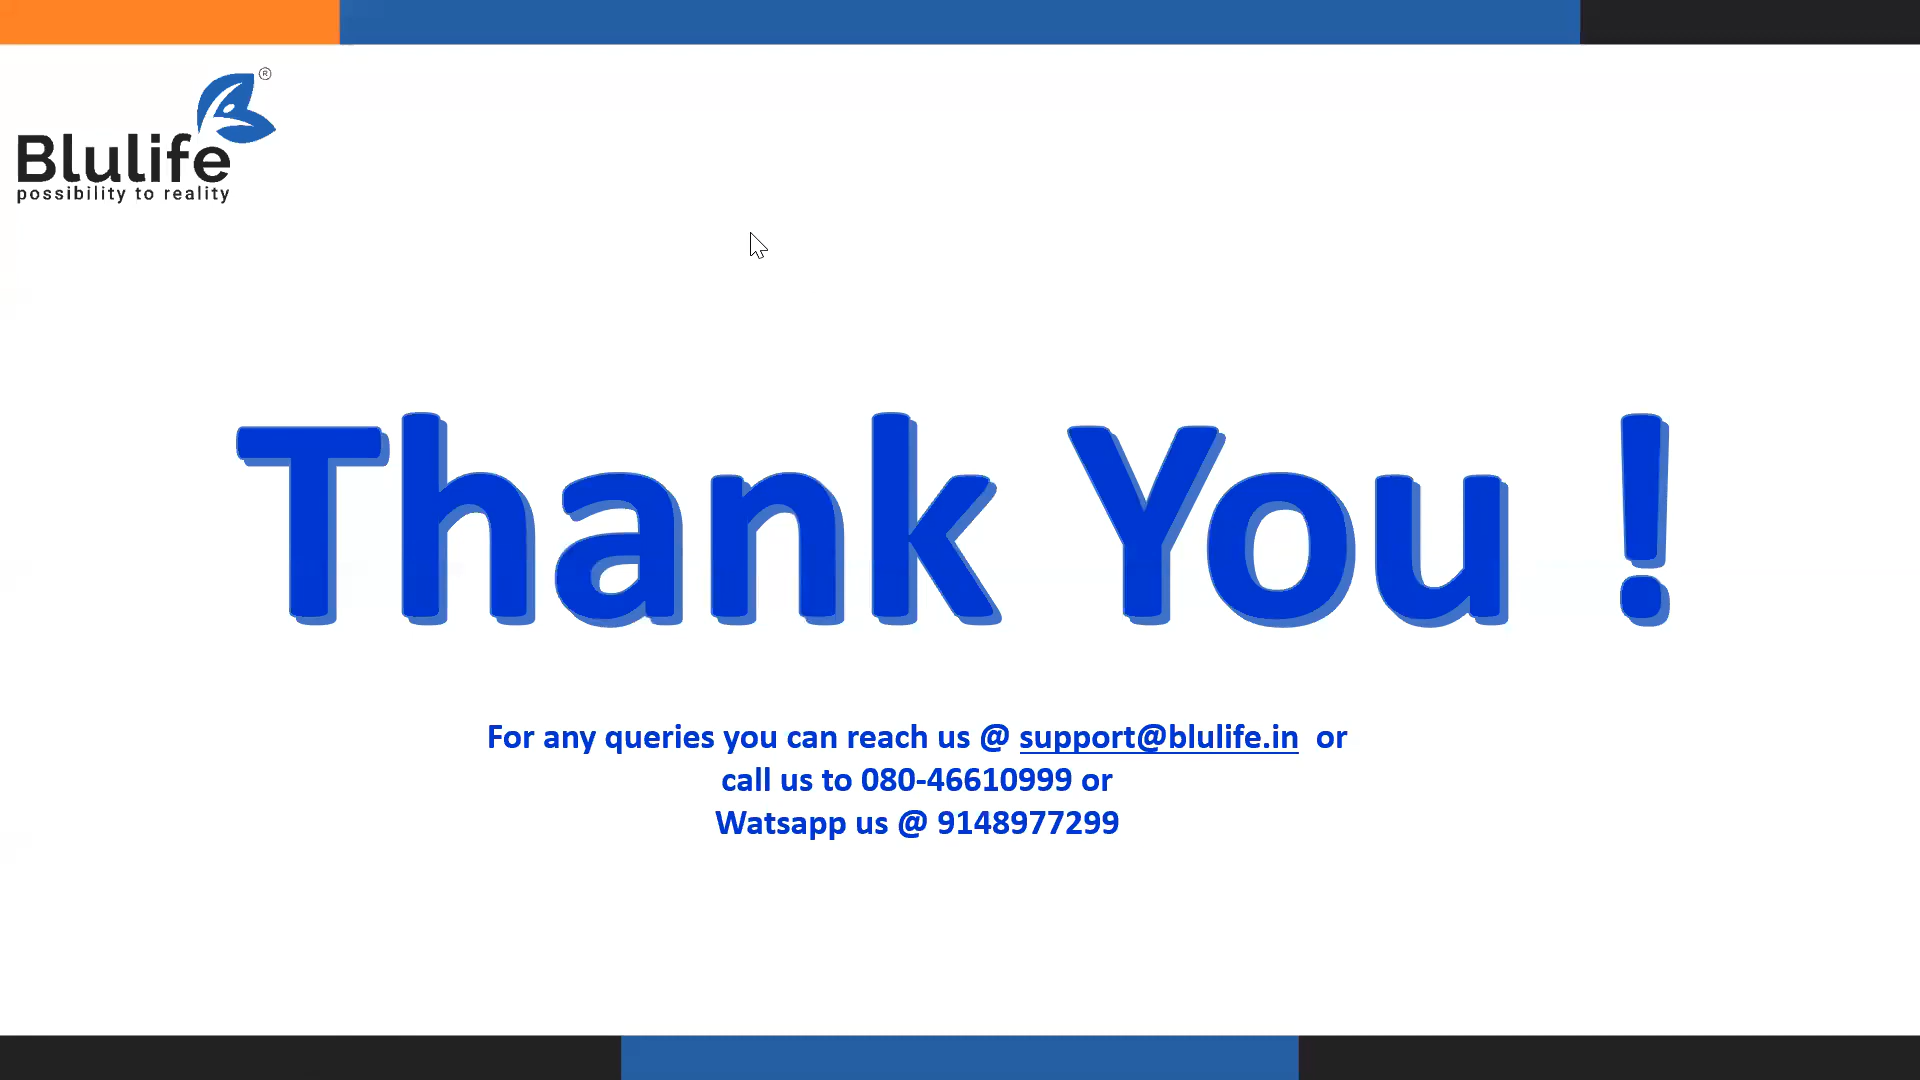 Blulife®
possibility to reality
Thank You !
For any queries you can reach us @ support@blulife.in or
call us to 080-46610999 or
Watsapp us @ 9148977299